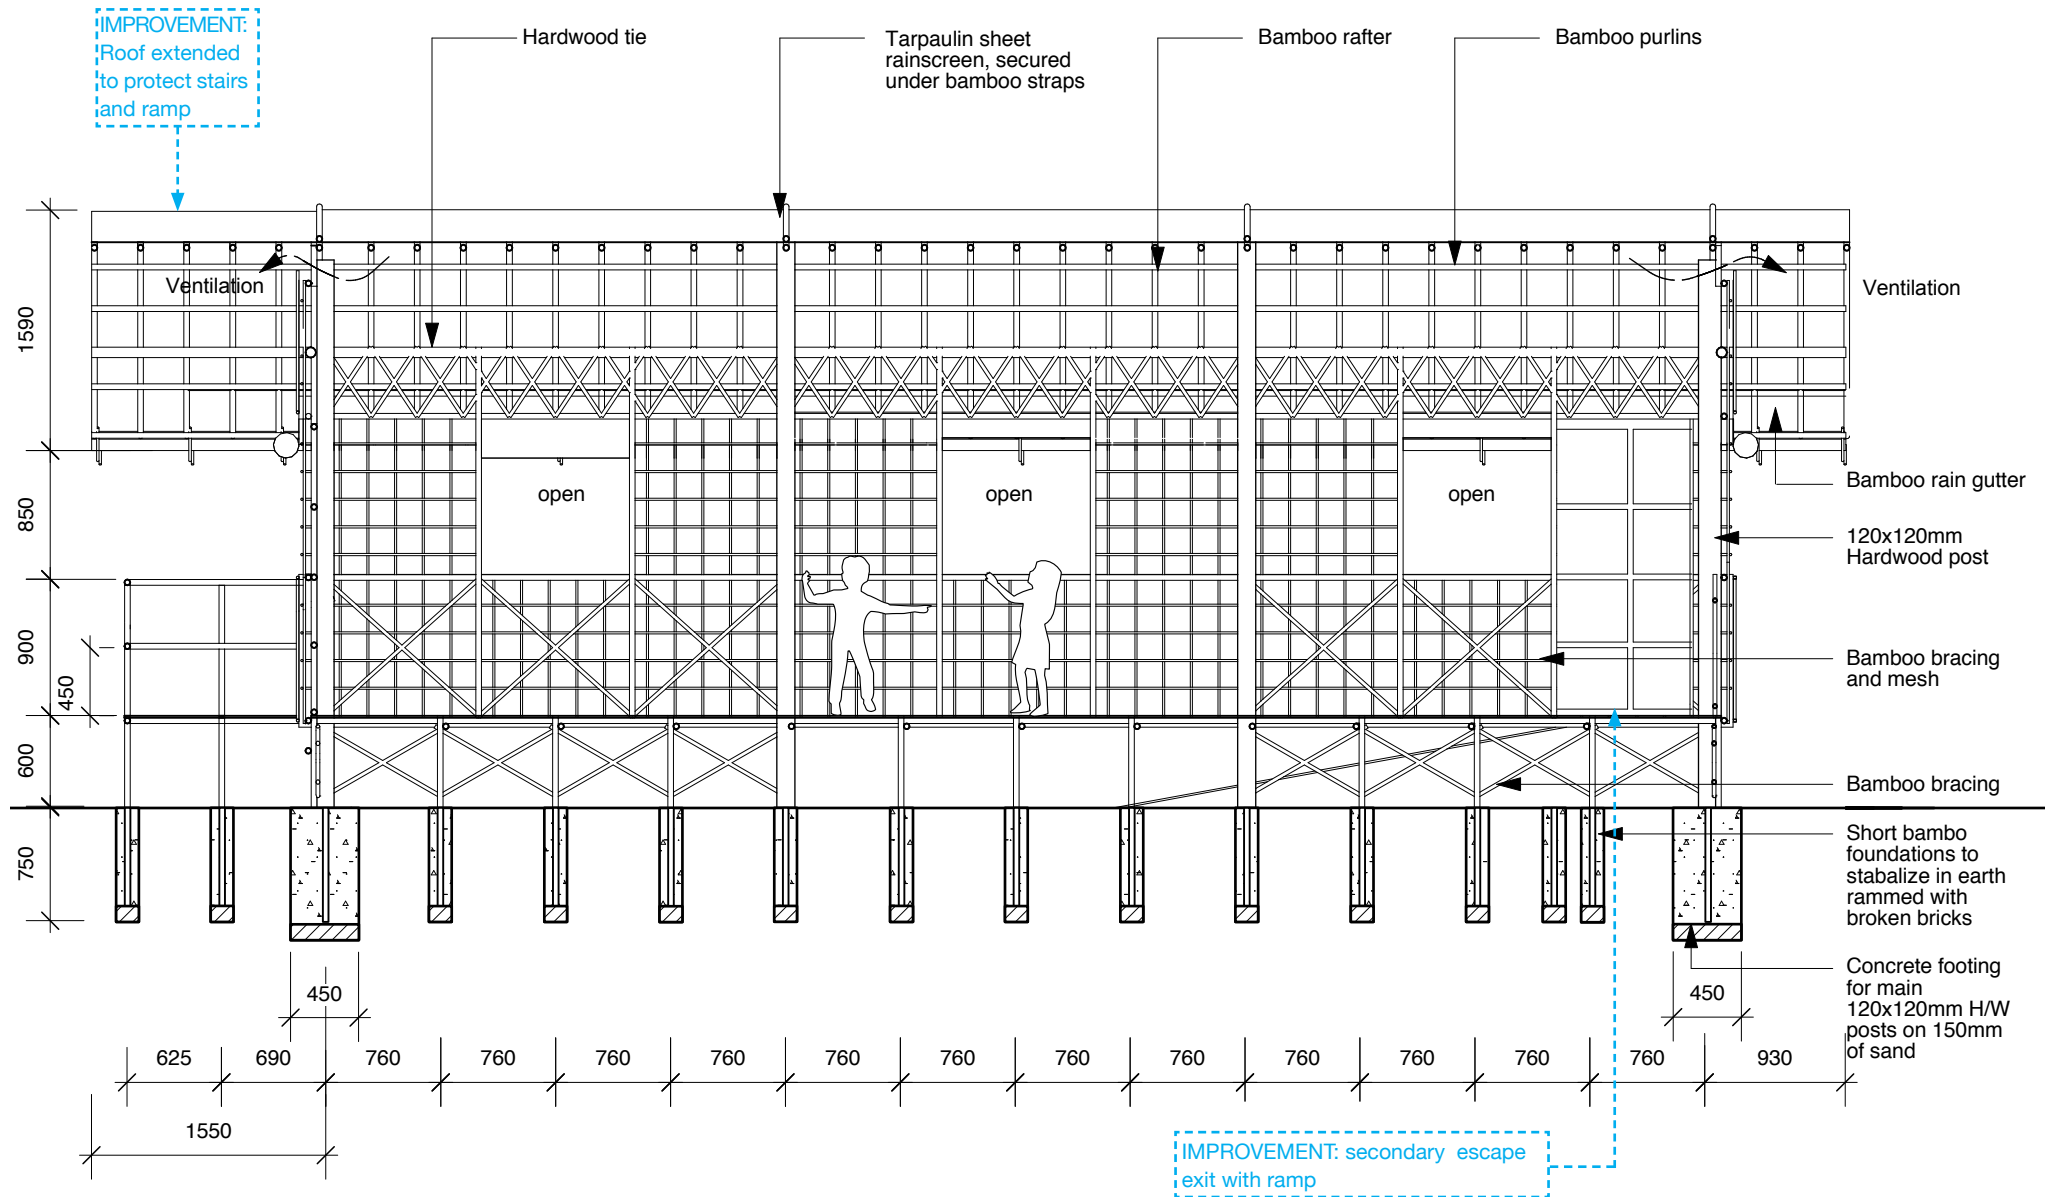 IMPROVEMENT:
Roof extended
to protect stairs
and ramp
Hardwood tie
Tarpaulin sheet
rainscreen, secured
under bamboo straps
Bamboo rafter
Bamboo purlins
Ventilation
Ventilation
1590
850
900
450
600
750
open
open
open
Bamboo rain gutter
120x120mm
Hardwood post
Bamboo bracing
and mesh
Bamboo bracing
Short bambo
foundations to
stabalize in earth
rammed with
broken bricks
Concrete footing
for main
120x120mm H/W
posts on 150mm
of sand
450
450
625 690 760 760 760 760 760 760 760 760 760 760 760 760 930
1550
IMPROVEMENT: secondary escape
exit with ramp